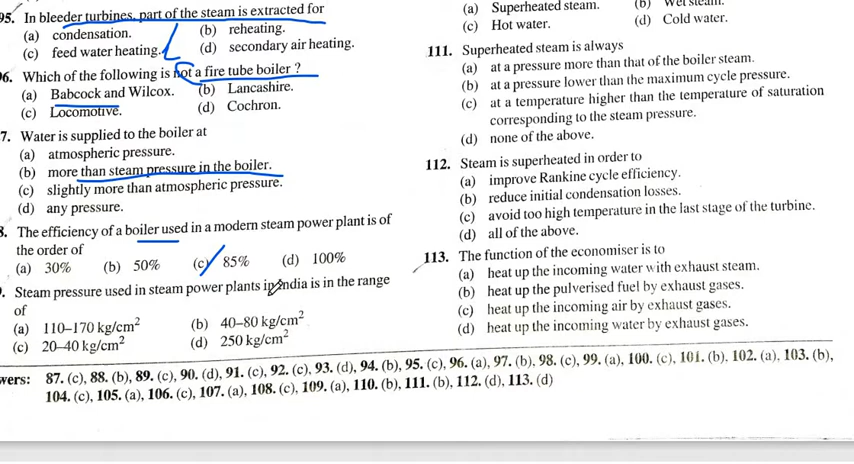 95. In bleeder turbines, part of the steam is extracted for
(a) condensation. (b) reheating.
(c) feed water heating. (d) secondary air heating.
6. Which of the following is not a fire tube boiler ?
(a) Babcock and Wilcox. (b) Lancashire.
(c) Locomotive. (d) Cochron.
7. Water is supplied to the boiler at
(a) atmospheric pressure.
(b) more than steam pressure in the boiler.
(c) slightly more than atmospheric pressure.
(d) any pressure.
8. The efficiency of a boiler used in a modern steam power plant is of
the order of
(a) 30% (b) 50% (c) 85% (d) 100%
. Steam pressure used in steam power plants in India is in the range
of
(a) 110–170 kg/cm² (b) 40–80 kg/cm²
(c) 20–40 kg/cm² (d) 250 kg/cm²
(a) Superheated steam. (b) Wet steam.
(c) Hot water. (d) Cold water.
111. Superheated steam is always
(a) at a pressure more than that of the boiler steam.
(b) at a pressure lower than the maximum cycle pressure.
(c) at a temperature higher than the temperature of saturation
corresponding to the steam pressure.
(d) none of the above.
112. Steam is superheated in order to
(a) improve Rankine cycle efficiency.
(b) reduce initial condensation losses.
(c) avoid too high temperature in the last stage of the turbine.
(d) all of the above.
113. The function of the economiser is to
(a) heat up the incoming water with exhaust steam.
(b) heat up the pulverised fuel by exhaust gases.
(c) heat up the incoming air by exhaust gases.
(d) heat up the incoming water by exhaust gases.
wers: 87. (c), 88. (b), 89. (c), 90. (d), 91. (c), 92. (c), 93. (d), 94. (b), 95. (c), 96. (a), 97. (b), 98. (c), 99. (a), 100. (c), 101. (b). 102. (a). 103. (b),
104. (c), 105. (a), 106. (c), 107. (a), 108. (c), 109. (a), 110. (b), 111. (b), 112. (d), 113. (d)